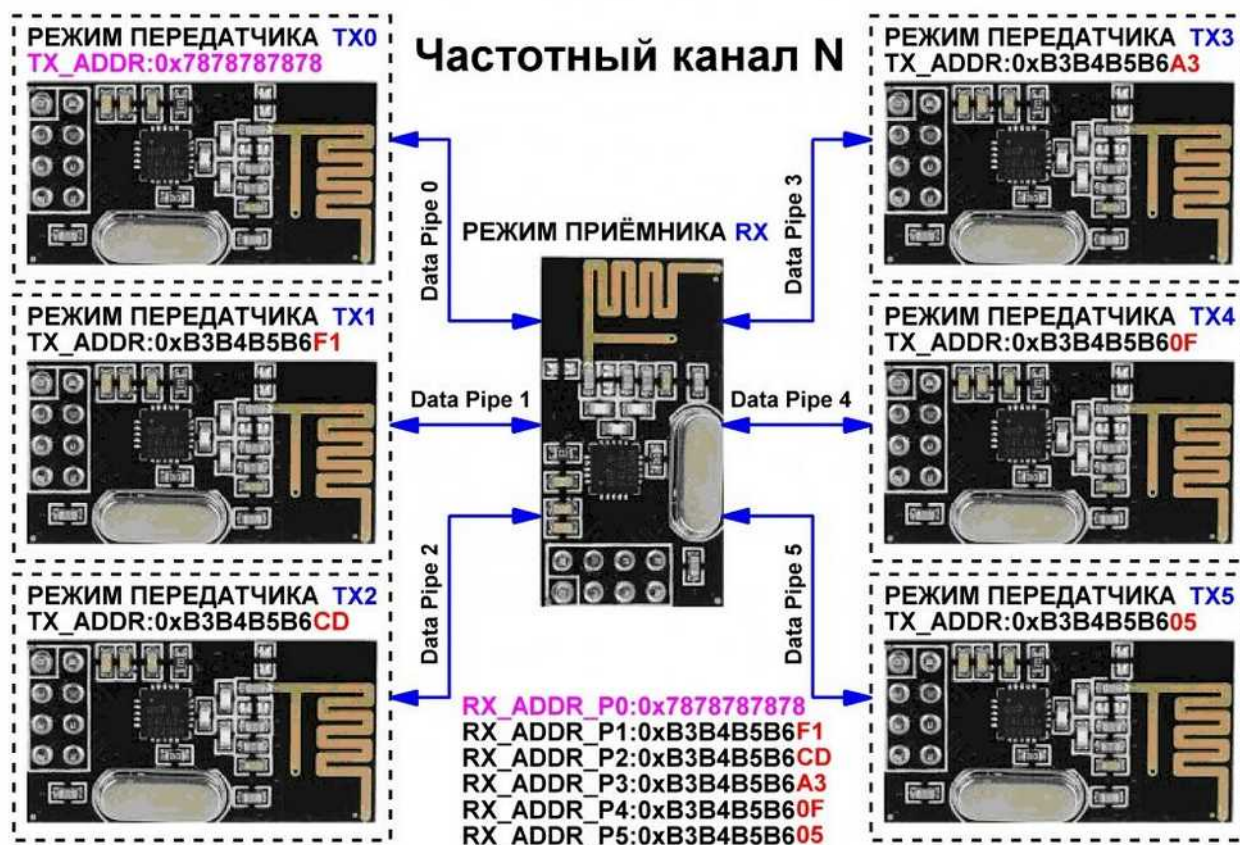 Частотный канал N
РЕЖИМ ПЕРЕДАТЧИКА TX0
TX_ADDR:0x7878787878
РЕЖИМ ПЕРЕДАТЧИКА TX1
TX_ADDR:0xB3B4B5B6F1
РЕЖИМ ПЕРЕДАТЧИКА TX2
TX_ADDR:0xB3B4B5B6CD
Data Pipe 0
Data Pipe 1
Data Pipe 2
РЕЖИМ ПРИЁМНИКА RX
Data Pipe 3
Data Pipe 4
Data Pipe 5
РЕЖИМ ПЕРЕДАТЧИКА TX3
TX_ADDR:0xB3B4B5B6A3
РЕЖИМ ПЕРЕДАТЧИКА TX4
TX_ADDR:0xB3B4B5B60F
РЕЖИМ ПЕРЕДАТЧИКА TX5
TX_ADDR:0xB3B4B5B605
RX_ADDR_P0:0x7878787878
RX_ADDR_P1:0xB3B4B5B6F1
RX_ADDR_P2:0xB3B4B5B6CD
RX_ADDR_P3:0xB3B4B5B6A3
RX_ADDR_P4:0xB3B4B5B60F
RX_ADDR_P5:0xB3B4B5B605